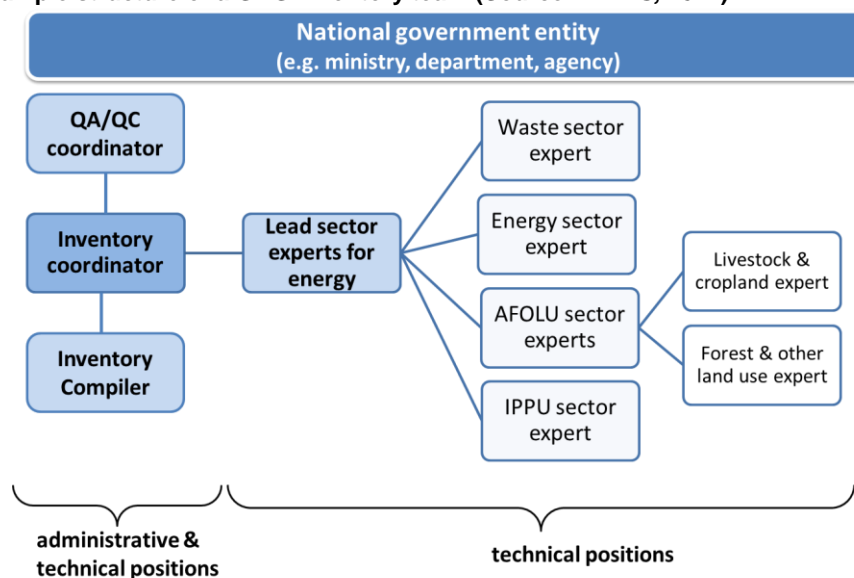 National government entity
(e.g. ministry, department, agency)
QA/QC
coordinator
Inventory
coordinator
Inventory
Compiler
Lead sector
experts for
energy
Waste sector
expert
Energy sector
expert
AFOLU sector
experts
IPPU sector
expert
Livestock &
cropland expert
Forest & other
land use expert
administrative &
technical positions
technical positions